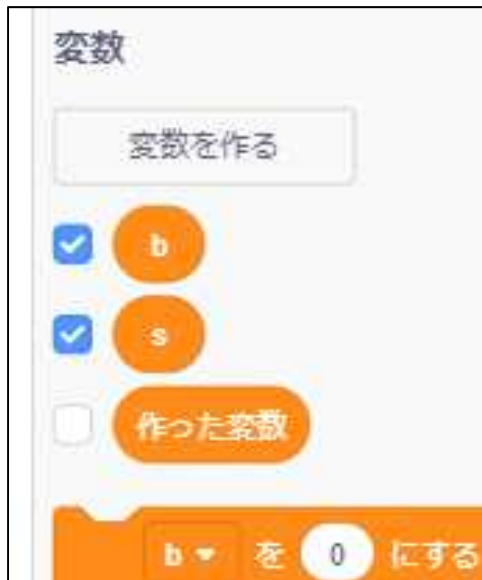 変数
変数を作る
b
s
作った変数
b を 0 にする